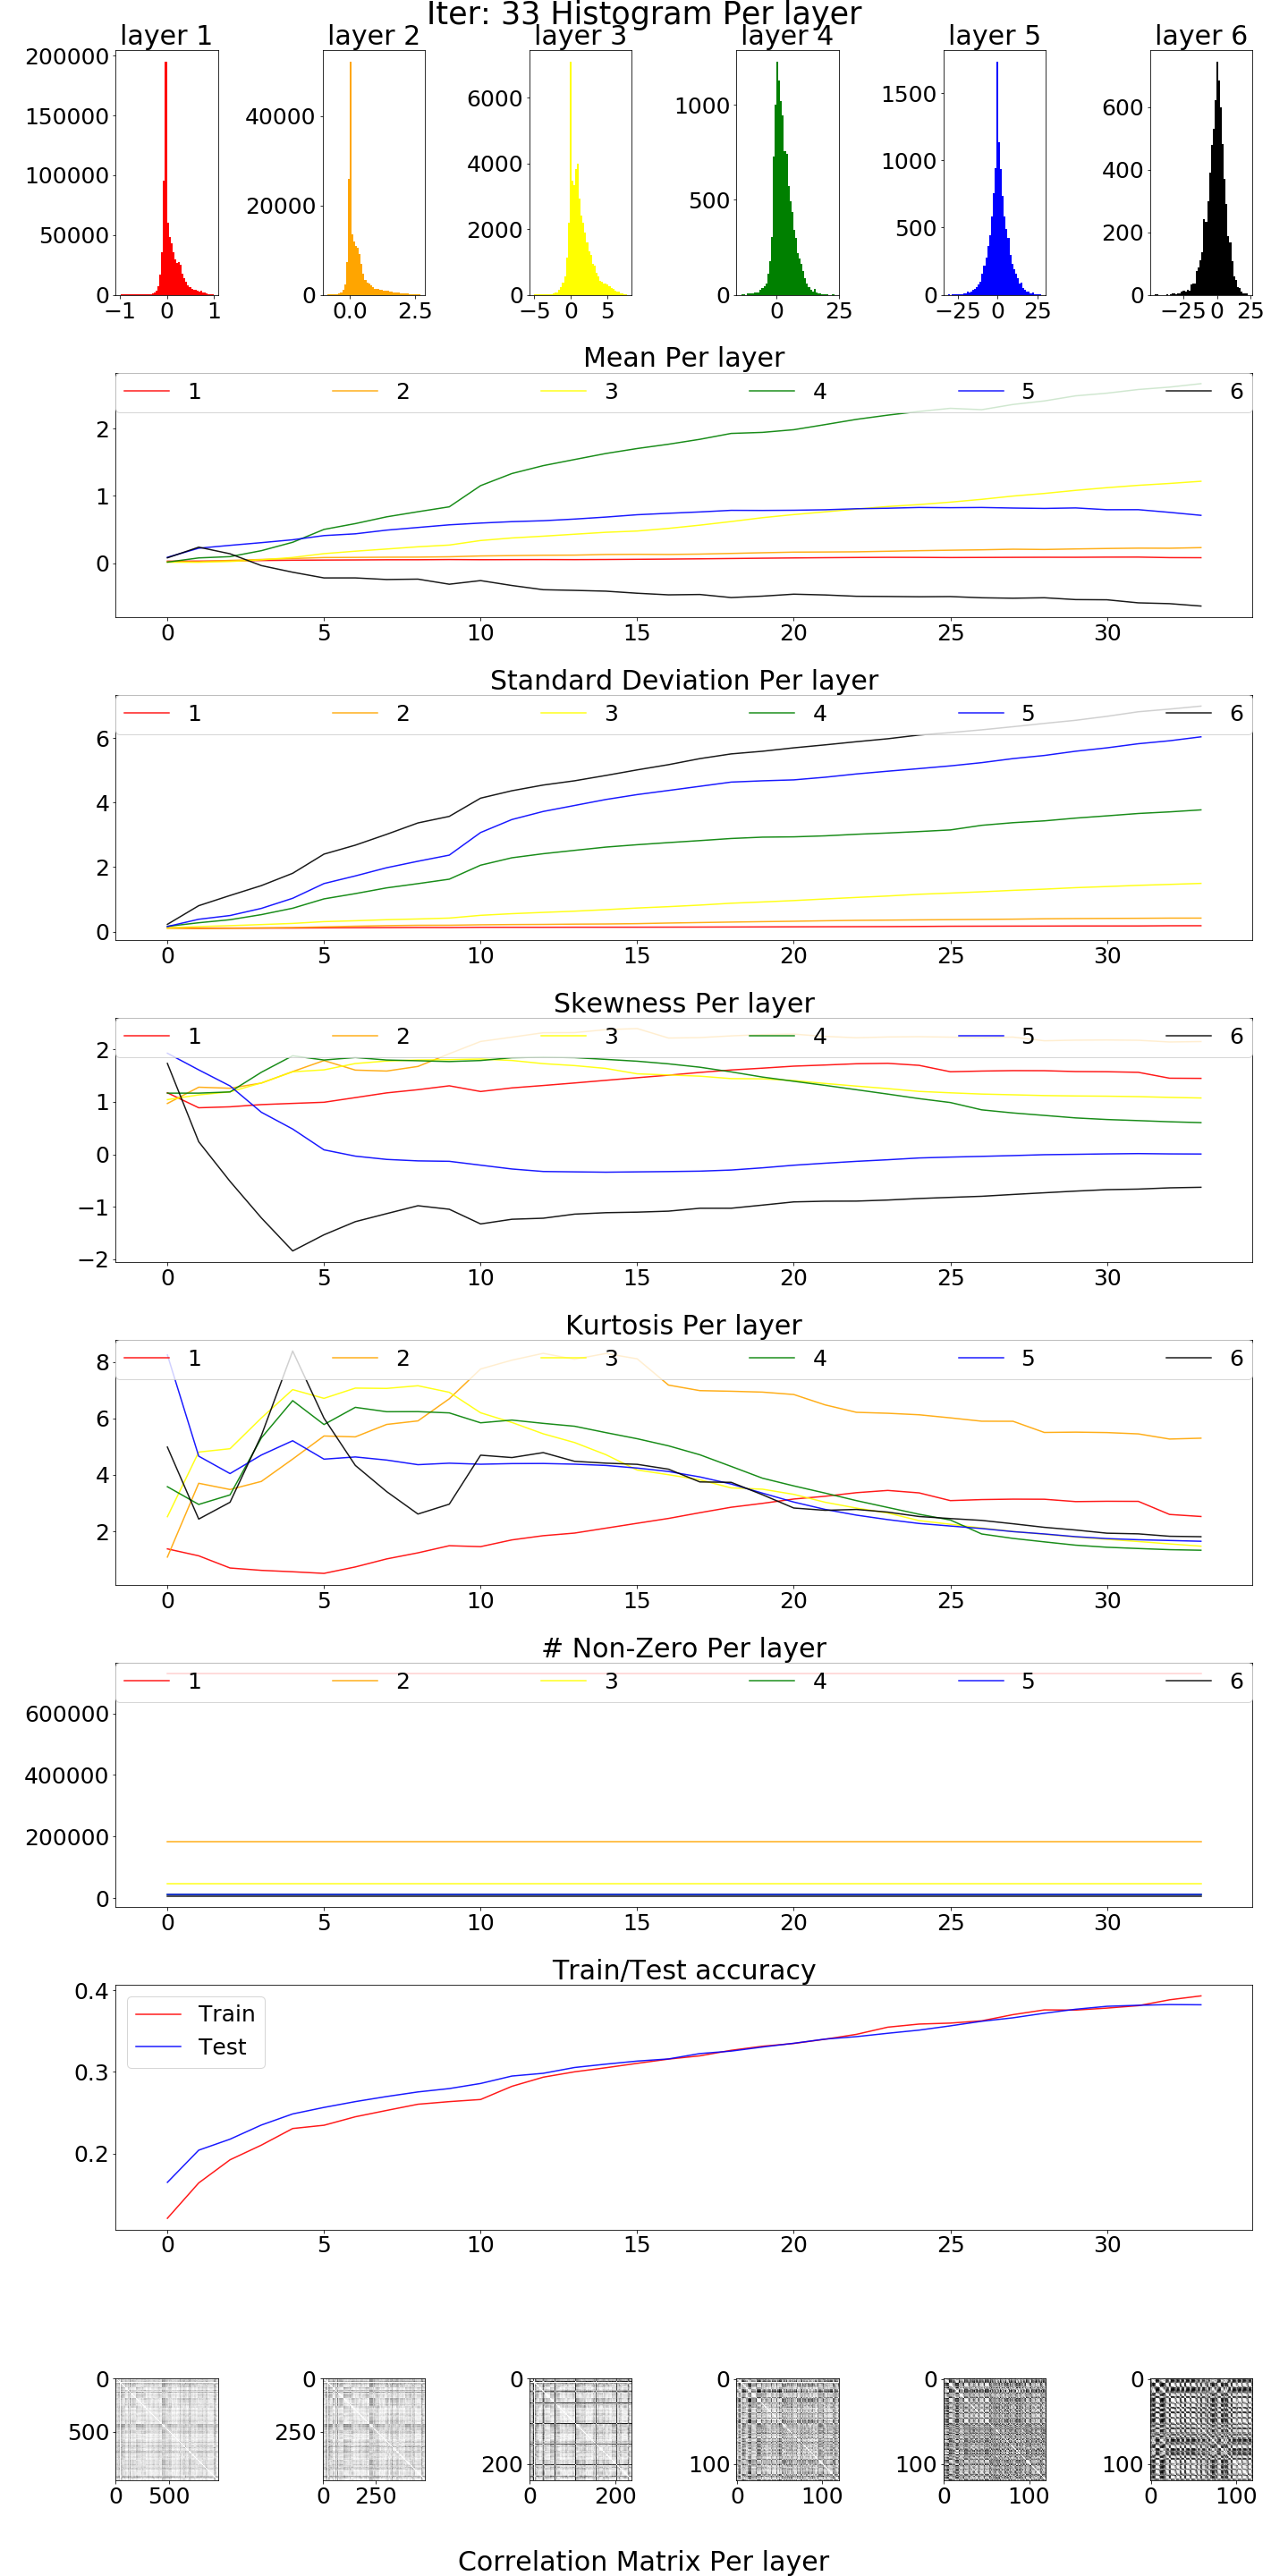 Iter: 33 Histogram Per layer
layer 1 layer 2 layer 3 layer 4 layer 5 layer 6
200000
150000
100000
50000
0
−1 0 1
40000
20000
0
0.0 2.5
6000
4000
2000
0
−5 0 5
1000
500
0
0 25
1500
1000
500
0
−25 0 25
600
400
200
0
−25 0 25
Mean Per layer
1 2 3 4 5 6
2
1
0
0 5 10 15 20 25 30
Standard Deviation Per layer
1 2 3 4 5 6
6
4
2
0
0 5 10 15 20 25 30
Skewness Per layer
1 2 3 4 5 6
2
1
0
−1
−2
0 5 10 15 20 25 30
Kurtosis Per layer
1 2 3 4 5 6
8
6
4
2
0 5 10 15 20 25 30
# Non-Zero Per layer
1 2 3 4 5 6
600000
400000
200000
0
0 5 10 15 20 25 30
Train/Test accuracy
Train
Test
0.4
0.3
0.2
0 5 10 15 20 25 30
0
500
0 500
0
250
0 250
0
200
0 200
0
100
0 100
0
100
0 100
0
100
0 100
Correlation Matrix Per layer